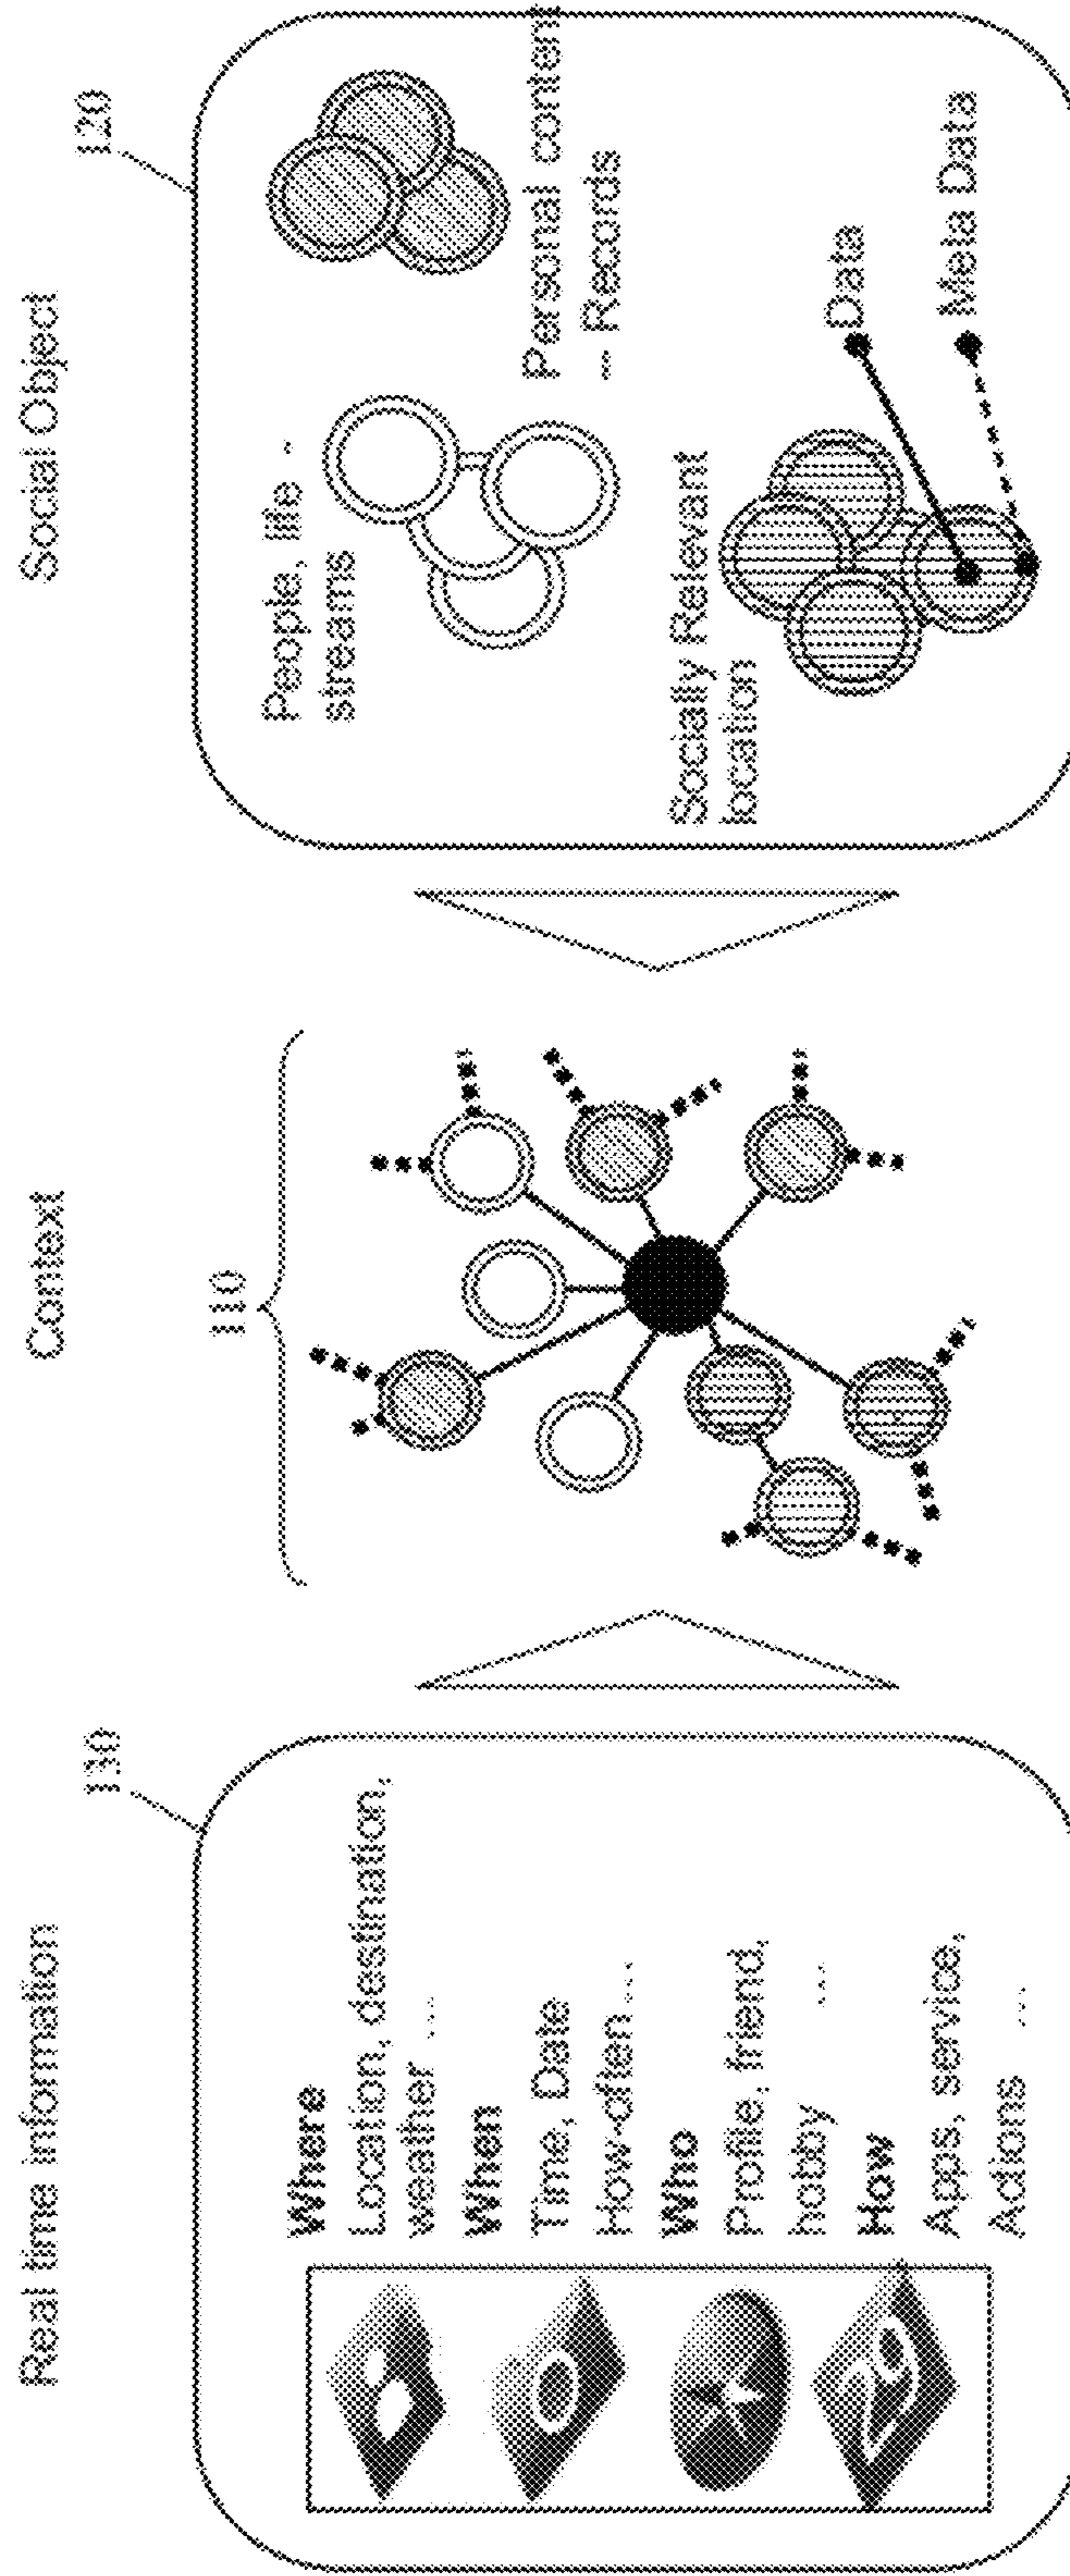 Real time Information
130
Where
Location, destination,
weather ....
When
Time, Date
How-often....
Who
Profile, friend,
hobby ...
How
Apps, service,
Actions ...
Context
110
Social Object
120
People, life -
streams
Personal content
– Records
Socially Relevant
location
Data
Meta Data